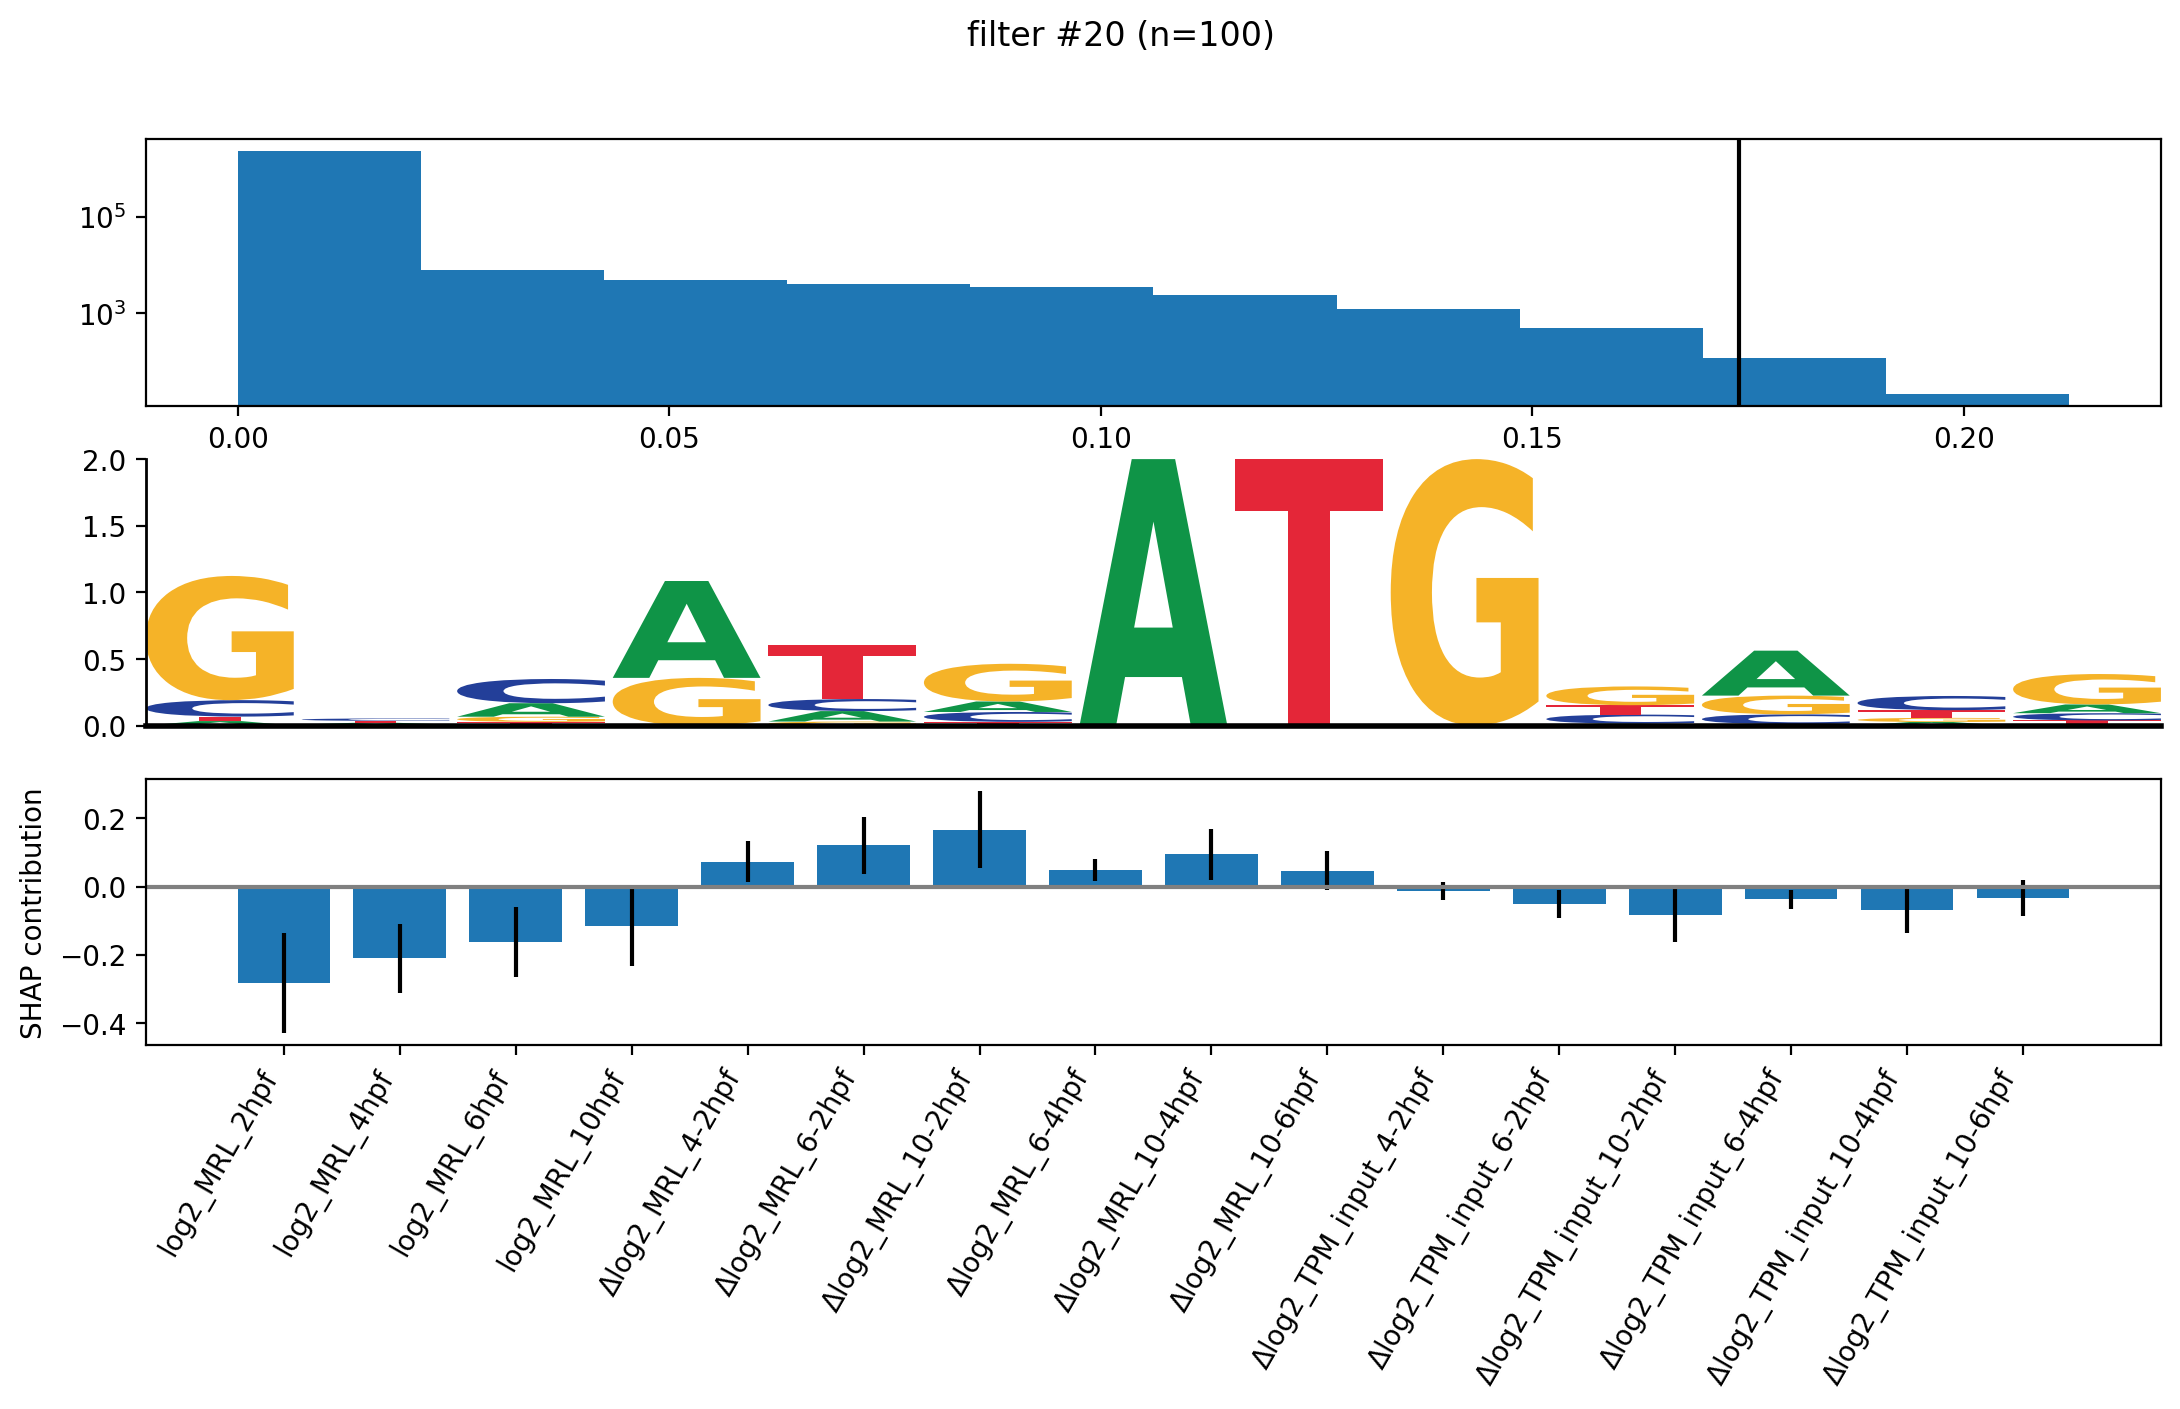 filter #20 (n=100)
10^5
10^3
0.00 0.05 0.10 0.15 0.20
2.0
1.5
1.0
0.5
0.0
G C T A
C T
C A G T
A G
T C A
G A C T
A
T
G
G T C
A G C
C T G A
G A C T
SHAP contribution
0.2
0.0
−0.2
−0.4
log2_MRL_2hpf
log2_MRL_4hpf
log2_MRL_6hpf
log2_MRL_10hpf
Δlog2_MRL_4-2hpf
Δlog2_MRL_6-2hpf
Δlog2_MRL_10-2hpf
Δlog2_MRL_6-4hpf
Δlog2_MRL_10-4hpf
Δlog2_MRL_10-6hpf
Δlog2_TPM_input_4-2hpf
Δlog2_TPM_input_6-2hpf
Δlog2_TPM_input_10-2hpf
Δlog2_TPM_input_6-4hpf
Δlog2_TPM_input_10-4hpf
Δlog2_TPM_input_10-6hpf